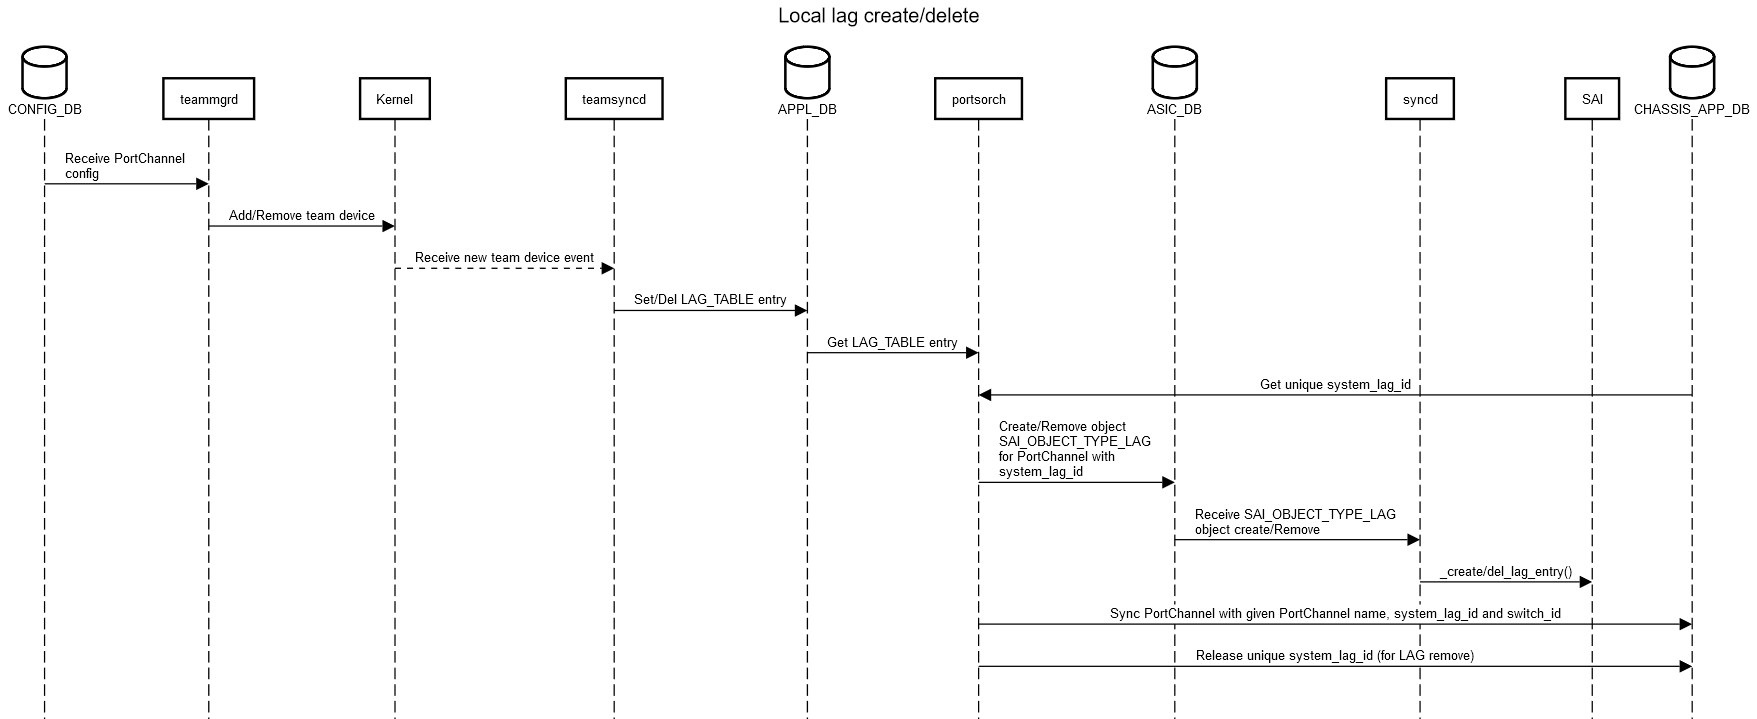 Local lag create/delete
CONFIG_DB
teammgrd
Kernel
teamsyncd
APPL_DB
portsorch
ASIC_DB
syncd
SAI
CHASSIS_APP_DB
Receive PortChannel
config
Add/Remove team device
Receive new team device event
Set/Del LAG_TABLE entry
Get LAG_TABLE entry
Get unique system_lag_id
Create/Remove object
SAI_OBJECT_TYPE_LAG
for PortChannel with
system_lag_id
Receive SAI_OBJECT_TYPE_LAG
object create/Remove
_create/del_lag_entry()
Sync PortChannel with given PortChannel name, system_lag_id and switch_id
Release unique system_lag_id (for LAG remove)